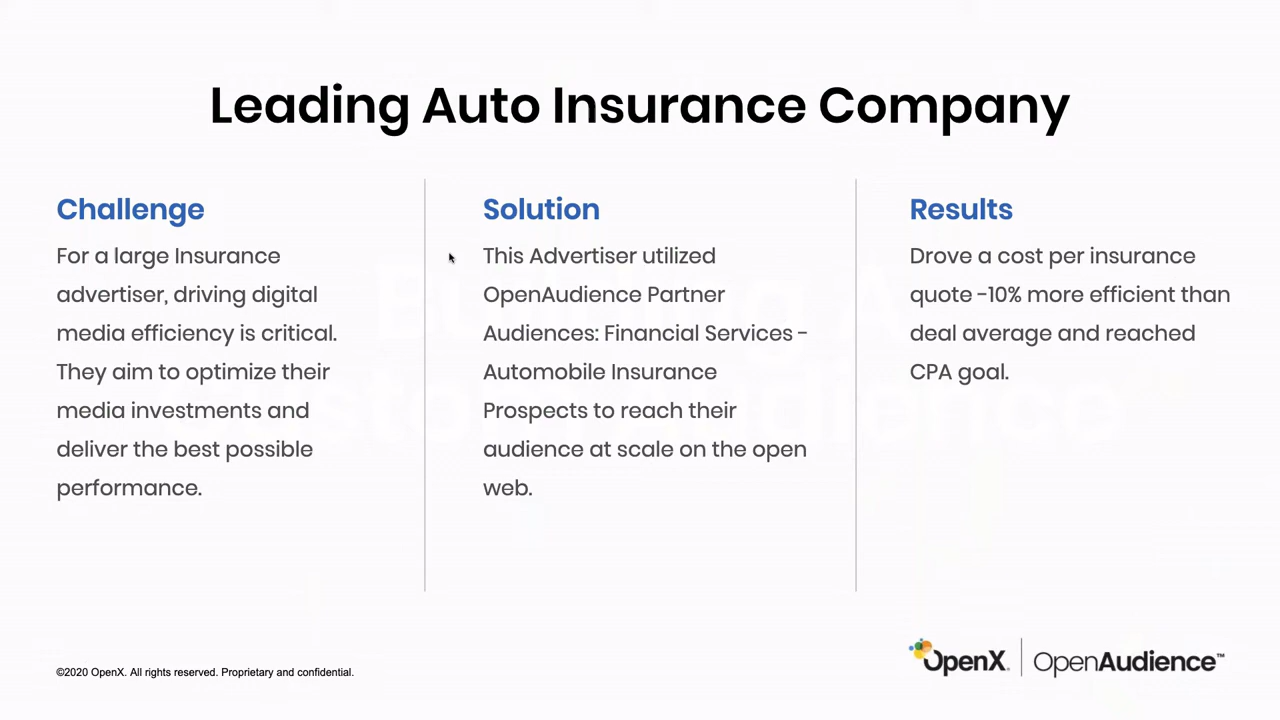 Leading Auto Insurance Company
Challenge
For a large Insurance
advertiser, driving digital
media efficiency is critical.
They aim to optimize their
media investments and
deliver the best possible
performance.
Solution
This Advertiser utilized
OpenAudience Partner
Audiences: Financial Services -
Automobile Insurance
Prospects to reach their
audience at scale on the open
web.
Results
Drove a cost per insurance
quote -10% more efficient than
deal average and reached
CPA goal.
©2020 OpenX. All rights reserved. Proprietary and confidential.
OpenX. | OpenAudience™